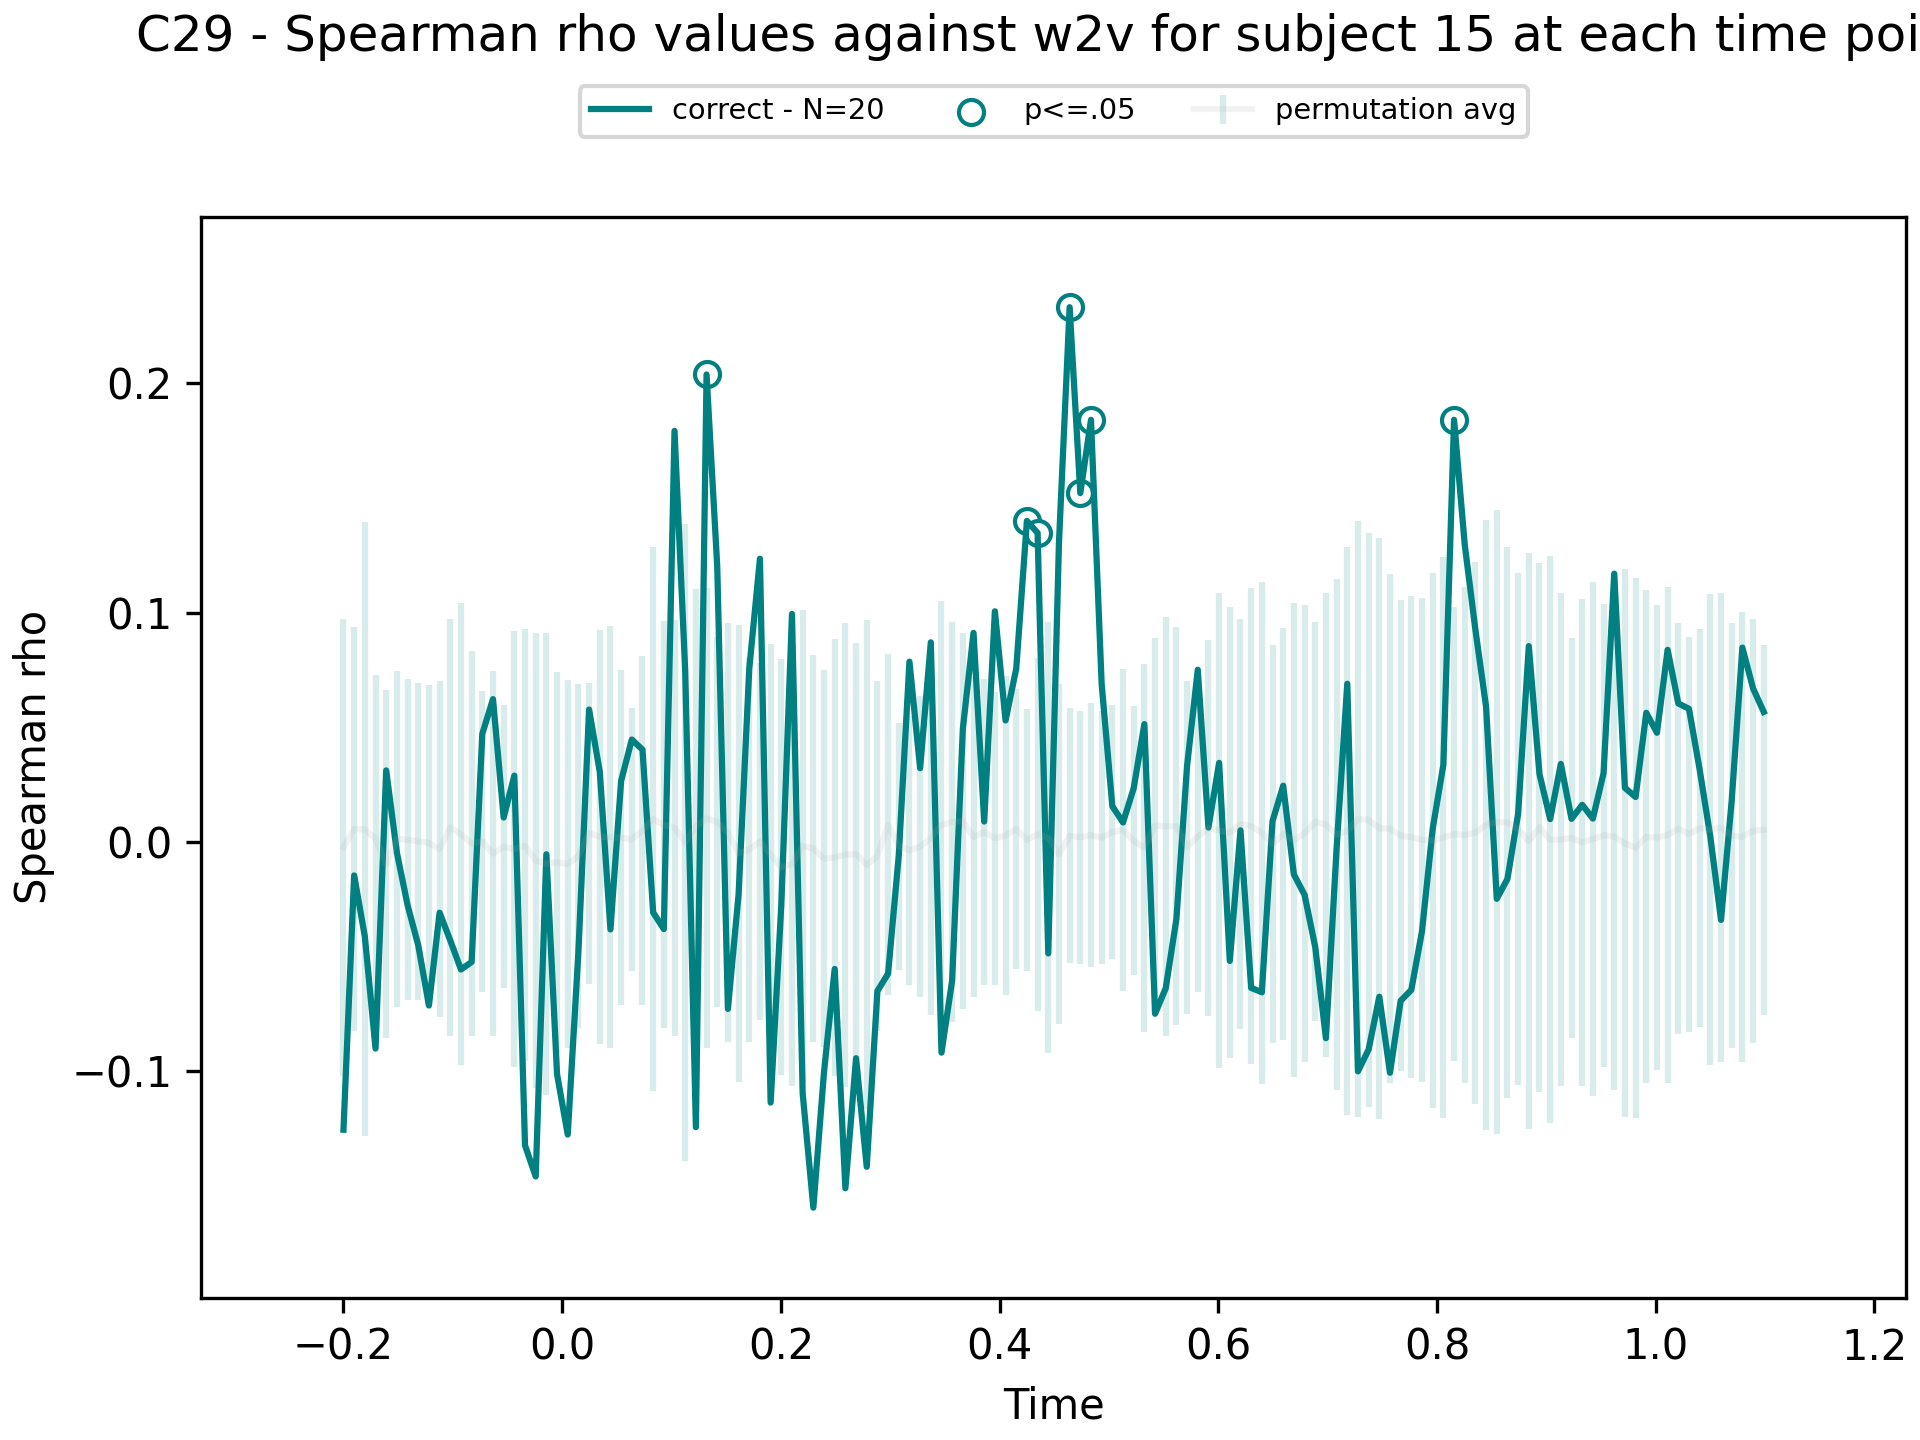 C29 - Spearman rho values against w2v for subject 15 at each time poi
correct - N=20 p<=.05 permutation avg
Spearman rho
0.2
0.1
0.0
−0.1
−0.2 0.0 0.2 0.4 0.6 0.8 1.0 1.2
Time